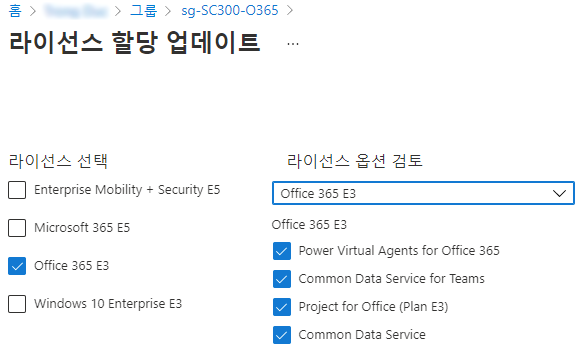 홈 > > 그룹 > sg-SC300-O365 >
라이선스 할당 업데이트 ...
라이선스 선택
Enterprise Mobility + Security E5
Microsoft 365 E5
Office 365 E3
Windows 10 Enterprise E3
라이선스 옵션 검토
Office 365 E3
Office 365 E3
Power Virtual Agents for Office 365
Common Data Service for Teams
Project for Office (Plan E3)
Common Data Service